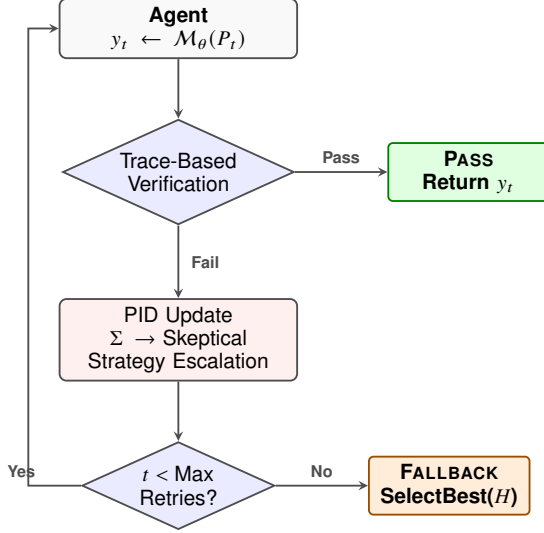 Agent
y_t ← M_θ(P_t)
Trace-Based
Verification
Pass
PASS
Return y_t
Fail
PID Update
Σ → Skeptical
Strategy Escalation
Yes
t < Max
Retries?
No
FALLBACK
SelectBest(H)